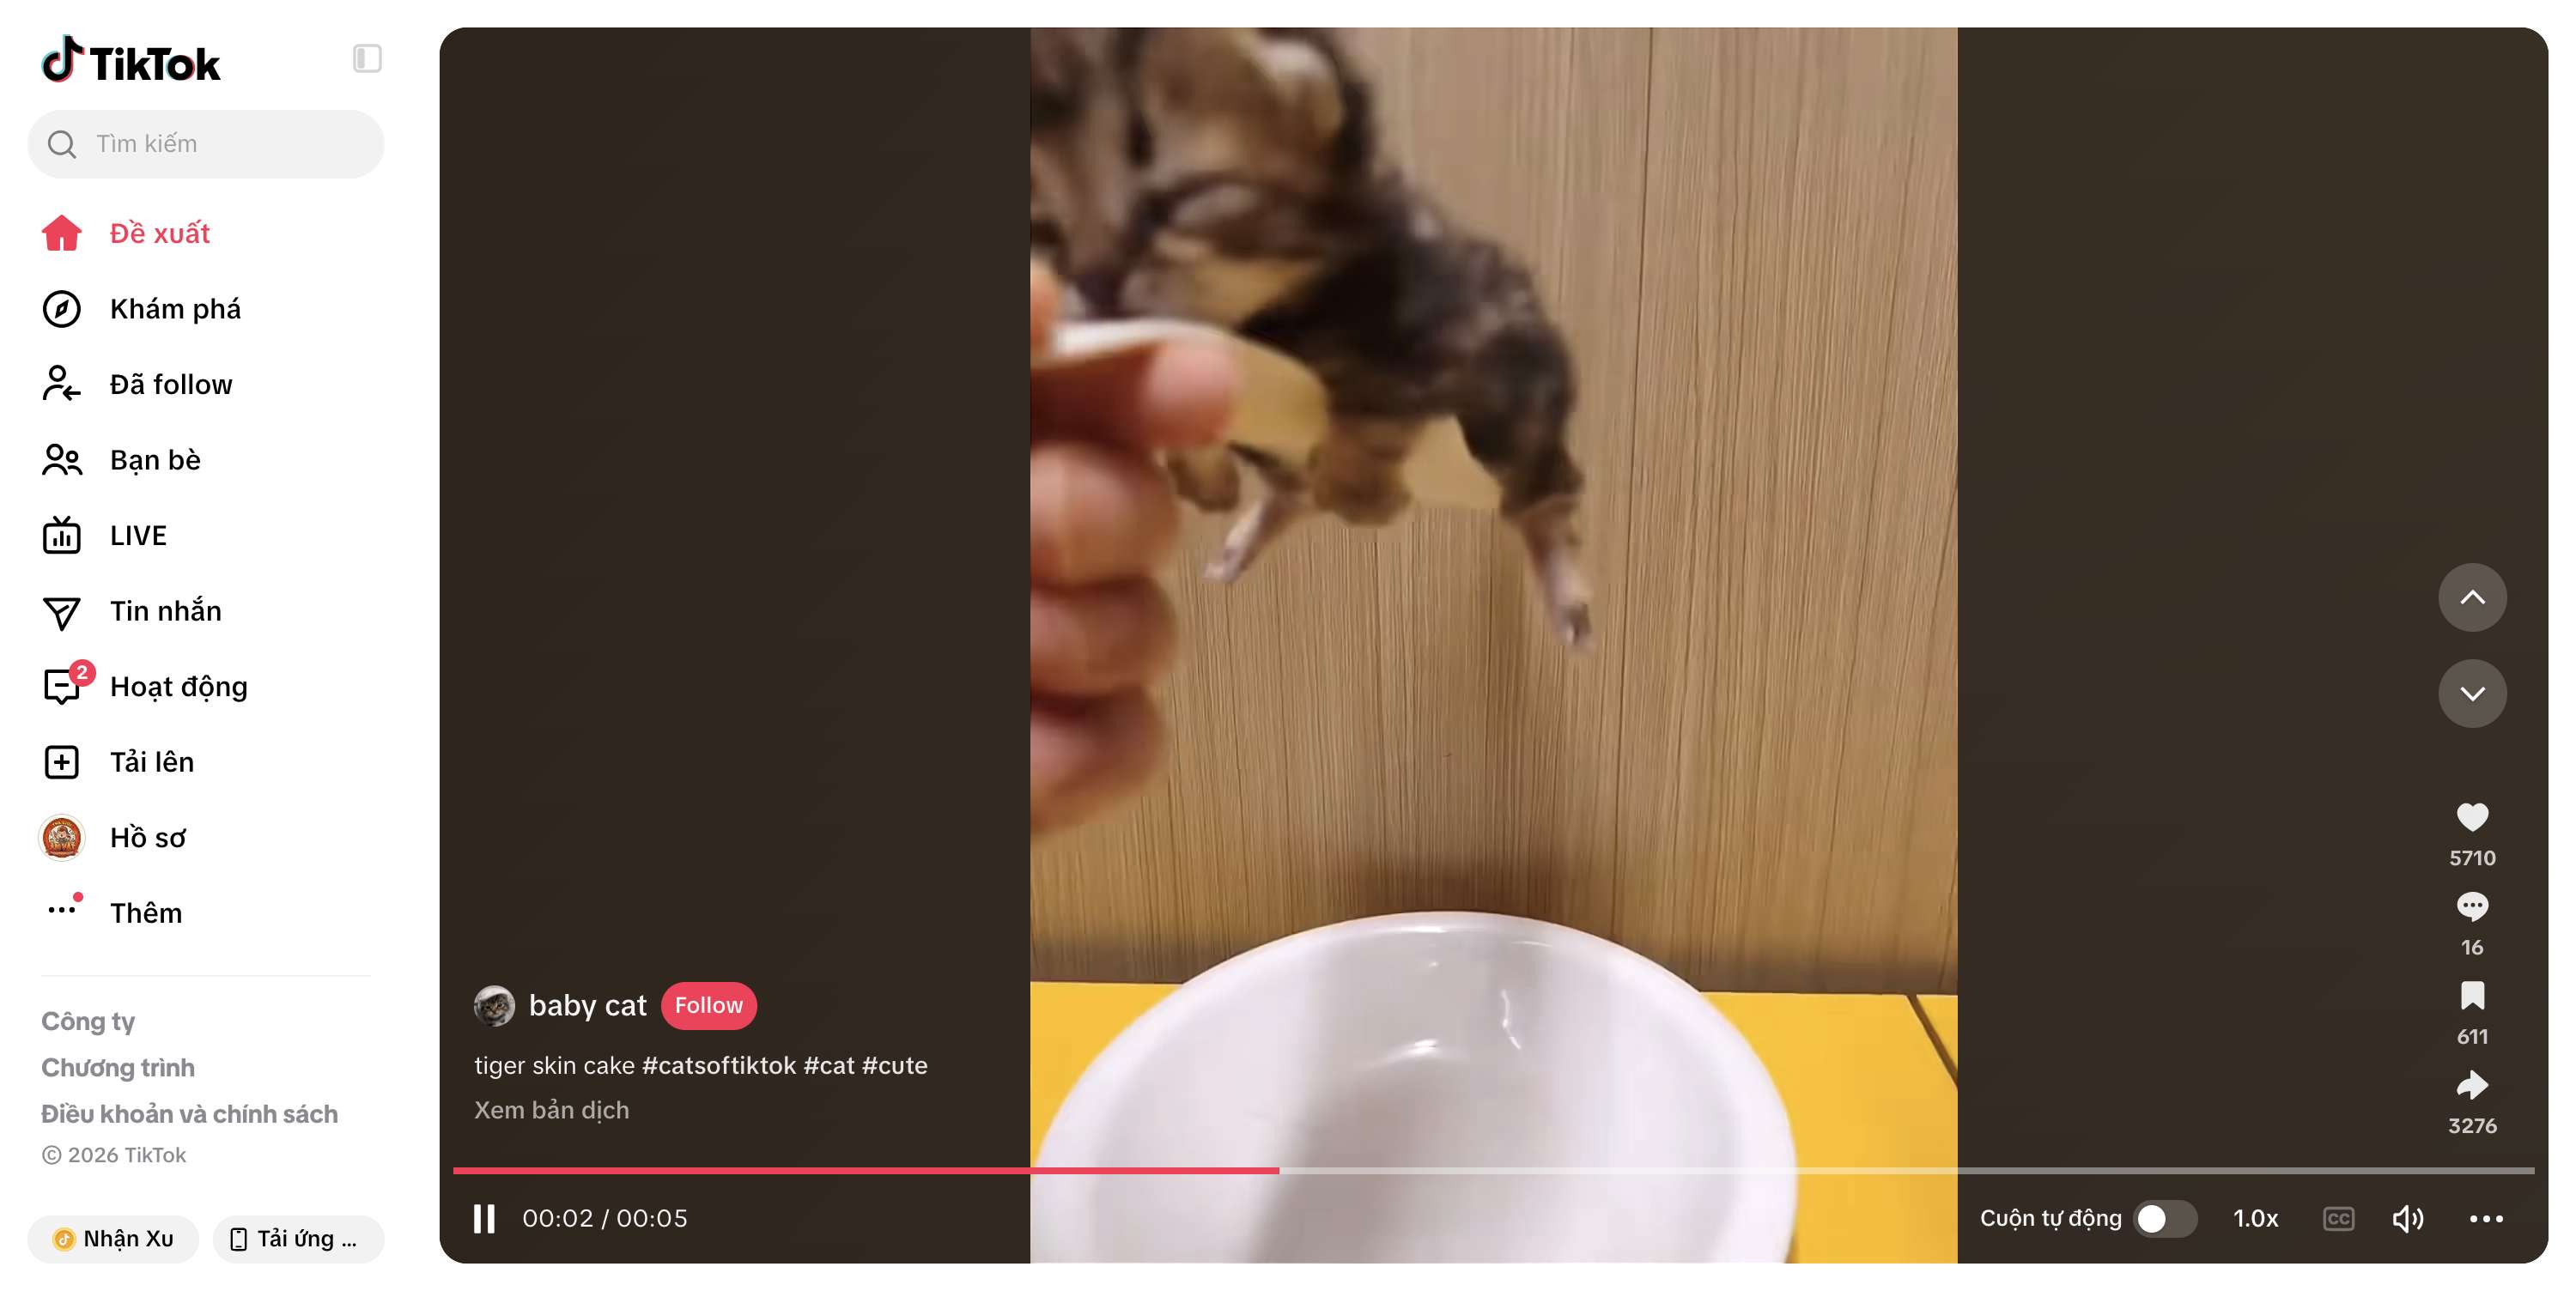 TikTok
Tìm kiếm
Đề xuất
Khám phá
Đã follow
Bạn bè
LIVE
Tin nhắn
2
Hoạt động
Tải lên
Hồ sơ
Thêm
Công ty
Chương trình
Điều khoản và chính sách
© 2026 TikTok
Nhận Xu
Tải ứng ...
baby cat
Follow
tiger skin cake #catsoftiktok #cat #cute
Xem bản dịch
00:02 / 00:05
5710
16
611
3276
Cuộn tự động
1.0x
CC